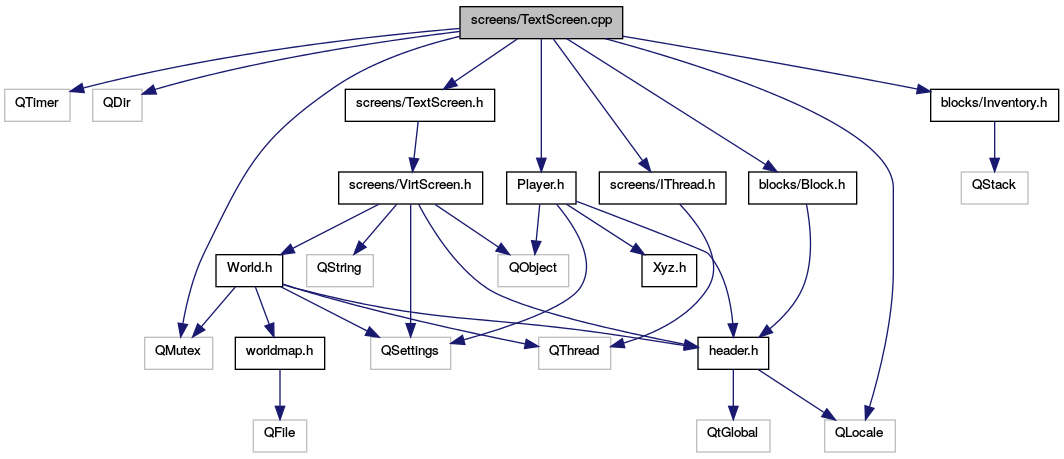 screens/TextScreen.cpp
QTimer
QDir
screens/TextScreen.h
blocks/Inventory.h
screens/VirtScreen.h
Player.h
screens/IThread.h
blocks/Block.h
QStack
World.h
QString
QObject
Xyz.h
QMutex
worldmap.h
QSettings
QThread
header.h
QFile
QtGlobal
QLocale